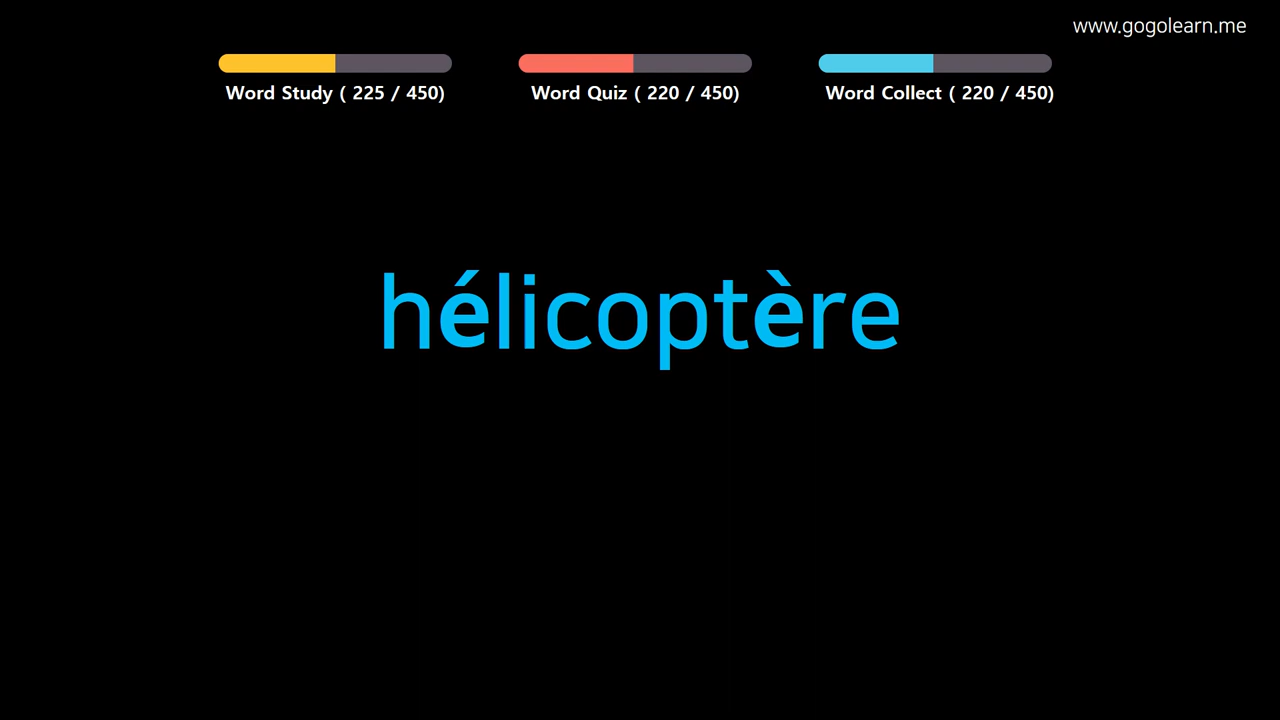 www.gogolearn.me
Word Study ( 225 / 450)
Word Quiz ( 220 / 450)
Word Collect ( 220 / 450)
hélicoptère